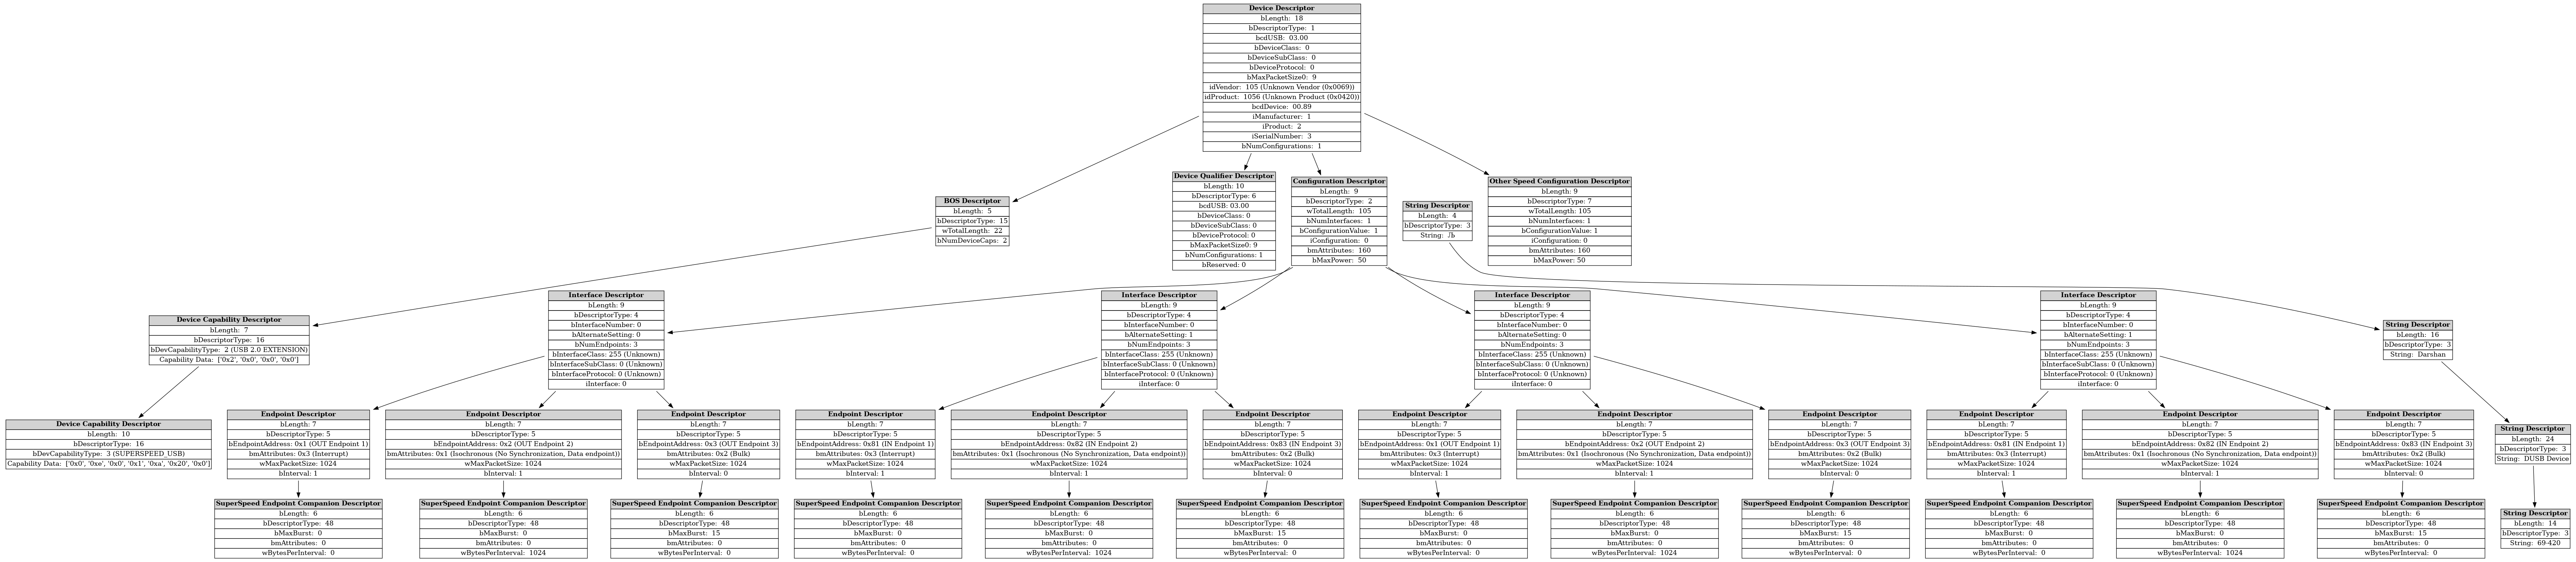 Device Descriptor
bLength:  18
bDescriptorType:  1
bcdUSB:  03.00
bDeviceClass:  0
bDeviceSubClass:  0
bDeviceProtocol:  0
bMaxPacketSize0:  9
idVendor:  105 (Unknown Vendor (0x0069))
idProduct:  1056 (Unknown Product (0x0420))
bcdDevice:  00.89
iManufacturer:  1
iProduct:  2
iSerialNumber:  3
bNumConfigurations:  1
BOS Descriptor
bLength:  5
bDescriptorType:  15
wTotalLength:  22
bNumDeviceCaps:  2
Device Qualifier Descriptor
bLength: 10
bDescriptorType: 6
bcdUSB: 03.00
bDeviceClass: 0
bDeviceSubClass: 0
bDeviceProtocol: 0
bMaxPacketSize0: 9
bNumConfigurations: 1
bReserved: 0
Configuration Descriptor
bLength:  9
bDescriptorType:  2
wTotalLength:  105
bNumInterfaces:  1
bConfigurationValue:  1
iConfiguration:  0
bmAttributes:  160
bMaxPower:  50
String Descriptor
bLength:  4
bDescriptorType:  3
String:
Other Speed Configuration Descriptor
bLength: 9
bDescriptorType: 7
wTotalLength: 105
bNumInterfaces: 1
bConfigurationValue: 1
iConfiguration: 0
bmAttributes: 160
bMaxPower: 50
Device Capability Descriptor
bLength:  7
bDescriptorType:  16
bDevCapabilityType:  2 (USB 2.0 EXTENSION)
Capability Data:  ['0x2', '0x0', '0x0', '0x0']
Interface Descriptor
bLength: 9
bDescriptorType: 4
bInterfaceNumber: 0
bAlternateSetting: 0
bNumEndpoints: 3
bInterfaceClass: 255 (Unknown)
bInterfaceSubClass: 0 (Unknown)
bInterfaceProtocol: 0 (Unknown)
iInterface: 0
Interface Descriptor
bLength: 9
bDescriptorType: 4
bInterfaceNumber: 0
bAlternateSetting: 1
bNumEndpoints: 3
bInterfaceClass: 255 (Unknown)
bInterfaceSubClass: 0 (Unknown)
bInterfaceProtocol: 0 (Unknown)
iInterface: 0
Interface Descriptor
bLength: 9
bDescriptorType: 4
bInterfaceNumber: 0
bAlternateSetting: 0
bNumEndpoints: 3
bInterfaceClass: 255 (Unknown)
bInterfaceSubClass: 0 (Unknown)
bInterfaceProtocol: 0 (Unknown)
iInterface: 0
Interface Descriptor
bLength: 9
bDescriptorType: 4
bInterfaceNumber: 0
bAlternateSetting: 1
bNumEndpoints: 3
bInterfaceClass: 255 (Unknown)
bInterfaceSubClass: 0 (Unknown)
bInterfaceProtocol: 0 (Unknown)
iInterface: 0
String Descriptor
bLength:  16
bDescriptorType:  3
String:  Darshan
Device Capability Descriptor
bLength:  10
bDescriptorType:  16
bDevCapabilityType:  3 (SUPERSPEED_USB)
Capability Data:  ['0x0', '0xe', '0x0', '0x1', '0xa', '0x20', '0x0']
Endpoint Descriptor
bLength: 7
bDescriptorType: 5
bEndpointAddress: 0x1 (OUT Endpoint 1)
bmAttributes: 0x3 (Interrupt)
wMaxPacketSize: 1024
bInterval: 1
Endpoint Descriptor
bLength: 7
bDescriptorType: 5
bEndpointAddress: 0x2 (OUT Endpoint 2)
bmAttributes: 0x1 (Isochronous (No Synchronization, Data endpoint))
wMaxPacketSize: 1024
bInterval: 1
Endpoint Descriptor
bLength: 7
bDescriptorType: 5
bEndpointAddress: 0x3 (OUT Endpoint 3)
bmAttributes: 0x2 (Bulk)
wMaxPacketSize: 1024
bInterval: 0
Endpoint Descriptor
bLength: 7
bDescriptorType: 5
bEndpointAddress: 0x81 (IN Endpoint 1)
bmAttributes: 0x3 (Interrupt)
wMaxPacketSize: 1024
bInterval: 1
Endpoint Descriptor
bLength: 7
bDescriptorType: 5
bEndpointAddress: 0x82 (IN Endpoint 2)
bmAttributes: 0x1 (Isochronous (No Synchronization, Data endpoint))
wMaxPacketSize: 1024
bInterval: 1
Endpoint Descriptor
bLength: 7
bDescriptorType: 5
bEndpointAddress: 0x83 (IN Endpoint 3)
bmAttributes: 0x2 (Bulk)
wMaxPacketSize: 1024
bInterval: 0
Endpoint Descriptor
bLength: 7
bDescriptorType: 5
bEndpointAddress: 0x1 (OUT Endpoint 1)
bmAttributes: 0x3 (Interrupt)
wMaxPacketSize: 1024
bInterval: 1
Endpoint Descriptor
bLength: 7
bDescriptorType: 5
bEndpointAddress: 0x2 (OUT Endpoint 2)
bmAttributes: 0x1 (Isochronous (No Synchronization, Data endpoint))
wMaxPacketSize: 1024
bInterval: 1
Endpoint Descriptor
bLength: 7
bDescriptorType: 5
bEndpointAddress: 0x3 (OUT Endpoint 3)
bmAttributes: 0x2 (Bulk)
wMaxPacketSize: 1024
bInterval: 0
Endpoint Descriptor
bLength: 7
bDescriptorType: 5
bEndpointAddress: 0x81 (IN Endpoint 1)
bmAttributes: 0x3 (Interrupt)
wMaxPacketSize: 1024
bInterval: 1
Endpoint Descriptor
bLength: 7
bDescriptorType: 5
bEndpointAddress: 0x82 (IN Endpoint 2)
bmAttributes: 0x1 (Isochronous (No Synchronization, Data endpoint))
wMaxPacketSize: 1024
bInterval: 1
Endpoint Descriptor
bLength: 7
bDescriptorType: 5
bEndpointAddress: 0x83 (IN Endpoint 3)
bmAttributes: 0x2 (Bulk)
wMaxPacketSize: 1024
bInterval: 0
String Descriptor
bLength:  24
bDescriptorType:  3
String:  DUSB Device
SuperSpeed Endpoint Companion Descriptor
bLength:  6
bDescriptorType:  48
bMaxBurst:  0
bmAttributes:  0
wBytesPerInterval:  0
SuperSpeed Endpoint Companion Descriptor
bLength:  6
bDescriptorType:  48
bMaxBurst:  0
bmAttributes:  0
wBytesPerInterval:  1024
SuperSpeed Endpoint Companion Descriptor
bLength:  6
bDescriptorType:  48
bMaxBurst:  15
bmAttributes:  0
wBytesPerInterval:  0
SuperSpeed Endpoint Companion Descriptor
bLength:  6
bDescriptorType:  48
bMaxBurst:  0
bmAttributes:  0
wBytesPerInterval:  0
SuperSpeed Endpoint Companion Descriptor
bLength:  6
bDescriptorType:  48
bMaxBurst:  0
bmAttributes:  0
wBytesPerInterval:  1024
SuperSpeed Endpoint Companion Descriptor
bLength:  6
bDescriptorType:  48
bMaxBurst:  15
bmAttributes:  0
wBytesPerInterval:  0
SuperSpeed Endpoint Companion Descriptor
bLength:  6
bDescriptorType:  48
bMaxBurst:  0
bmAttributes:  0
wBytesPerInterval:  0
SuperSpeed Endpoint Companion Descriptor
bLength:  6
bDescriptorType:  48
bMaxBurst:  0
bmAttributes:  0
wBytesPerInterval:  1024
SuperSpeed Endpoint Companion Descriptor
bLength:  6
bDescriptorType:  48
bMaxBurst:  15
bmAttributes:  0
wBytesPerInterval:  0
SuperSpeed Endpoint Companion Descriptor
bLength:  6
bDescriptorType:  48
bMaxBurst:  0
bmAttributes:  0
wBytesPerInterval:  0
SuperSpeed Endpoint Companion Descriptor
bLength:  6
bDescriptorType:  48
bMaxBurst:  0
bmAttributes:  0
wBytesPerInterval:  1024
SuperSpeed Endpoint Companion Descriptor
bLength:  6
bDescriptorType:  48
bMaxBurst:  15
bmAttributes:  0
wBytesPerInterval:  0
String Descriptor
bLength:  14
bDescriptorType:  3
String:  69-420